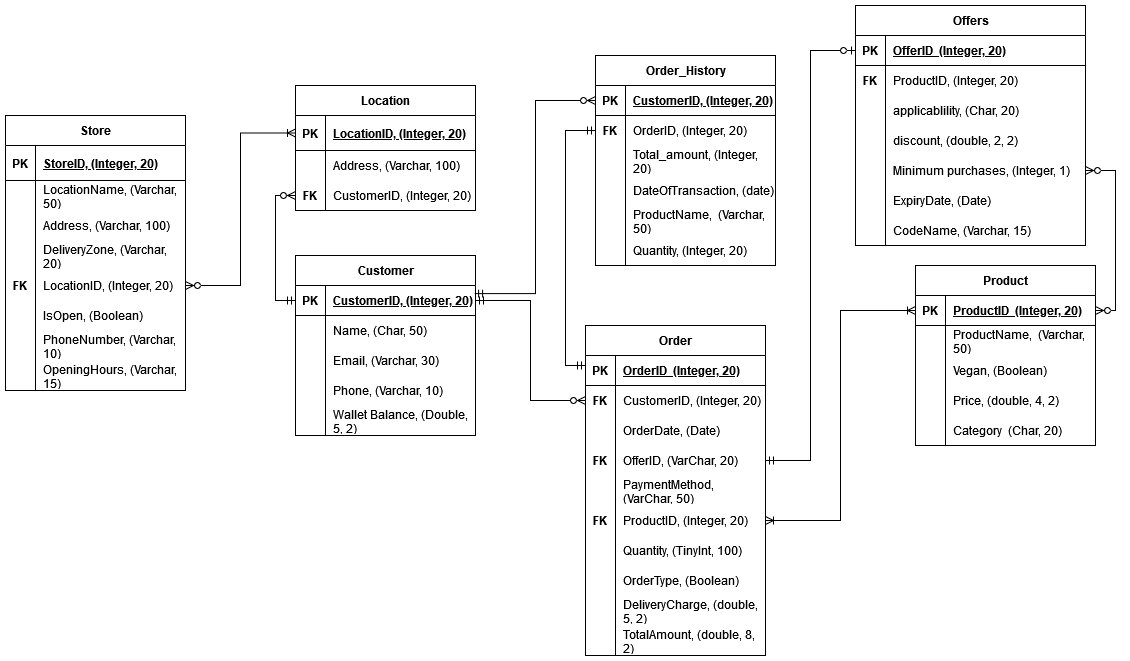 Store
PK StoreID, (Integer, 20)
LocationName, (Varchar,
50)
Address, (Varchar, 100)
DeliveryZone, (Varchar,
20)
FK LocationID, (Integer, 20)
IsOpen, (Boolean)
PhoneNumber, (Varchar,
10)
OpeningHours, (Varchar,
15)
Location
PK LocationID, (Integer, 20)
Address, (Varchar, 100)
FK CustomerID, (Integer, 20)
Customer
PK CustomerID, (Integer, 20)
Name, (Char, 50)
Email, (Varchar, 30)
Phone, (Varchar, 10)
Wallet Balance, (Double,
5, 2)
Order_History
PK CustomerID, (Integer, 20)
FK OrderID, (Integer, 20)
Total_amount, (Integer,
20)
DateOfTransaction, (date)
ProductName, (Varchar,
50)
Quantity, (Integer, 20)
Order
PK OrderID (Integer, 20)
FK CustomerID, (Integer, 20)
OrderDate, (Date)
FK OfferID, (VarChar, 20)
PaymentMethod,
(VarChar, 50)
FK ProductID, (Integer, 20)
Quantity, (TinyInt, 100)
OrderType, (Boolean)
DeliveryCharge, (double,
5, 2)
TotalAmount, (double, 8,
2)
Offers
PK OfferID (Integer, 20)
FK ProductID, (Integer, 20)
applicablility, (Char, 20)
discount, (double, 2, 2)
Minimum purchases, (Integer, 1)
ExpiryDate, (Date)
CodeName, (Varchar, 15)
Product
PK ProductID (Integer, 20)
ProductName, (Varchar,
50)
Vegan, (Boolean)
Price, (double, 4, 2)
Category (Char, 20)